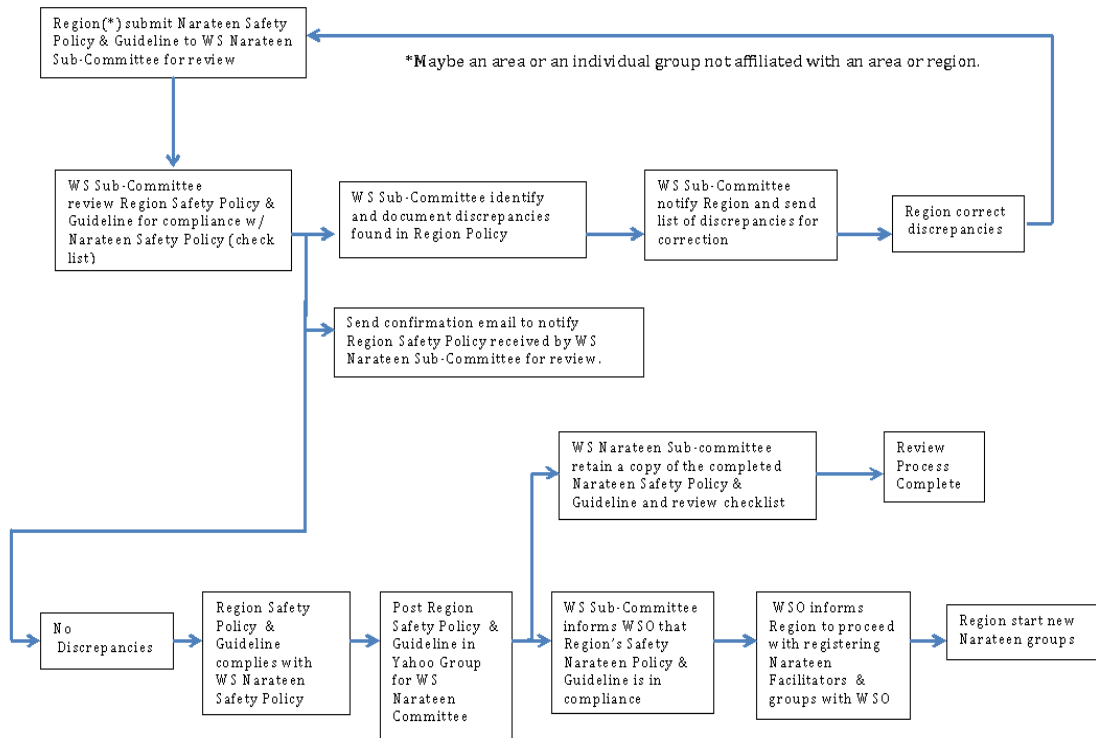 Region(*) submit Narateen Safety
Policy & Guideline to WS Narateen
Sub-Committee for review
*Maybe an area or an individual group not affiliated with an area or region.
WS Sub-Committee
review Region Safety Policy &
Guideline for compliance w/
Narateen Safety Policy (check
list)
WS Sub-Committee identify
and document discrepancies
found in Region Policy
WS Sub-Committee
notify Region and send
list of discrepancies for
correction
Region correct
discrepancies
Send confirmation email to notify
Region Safety Policy received by WS
Narateen Sub-Committee for review.
WS Narateen Sub-committee
retain a copy of the completed
Narateen Safety Policy &
Guideline and review checklist
Review
Process
Complete
No
Discrepancies
Region Safety
Policy &
Guideline
complies with
WS Narateen
Safety Policy
Post Region
Safety Policy &
Guideline in
Yahoo Group
for WS
Narateen
Committee
WS Sub-Committee
informs WSO that
Region's Safety
Narateen Policy &
Guideline is in
compliance
WSO informs
Region to proceed
with registering
Narateen
Facilitators &
groups with WSO
Region start new
Narateen groups